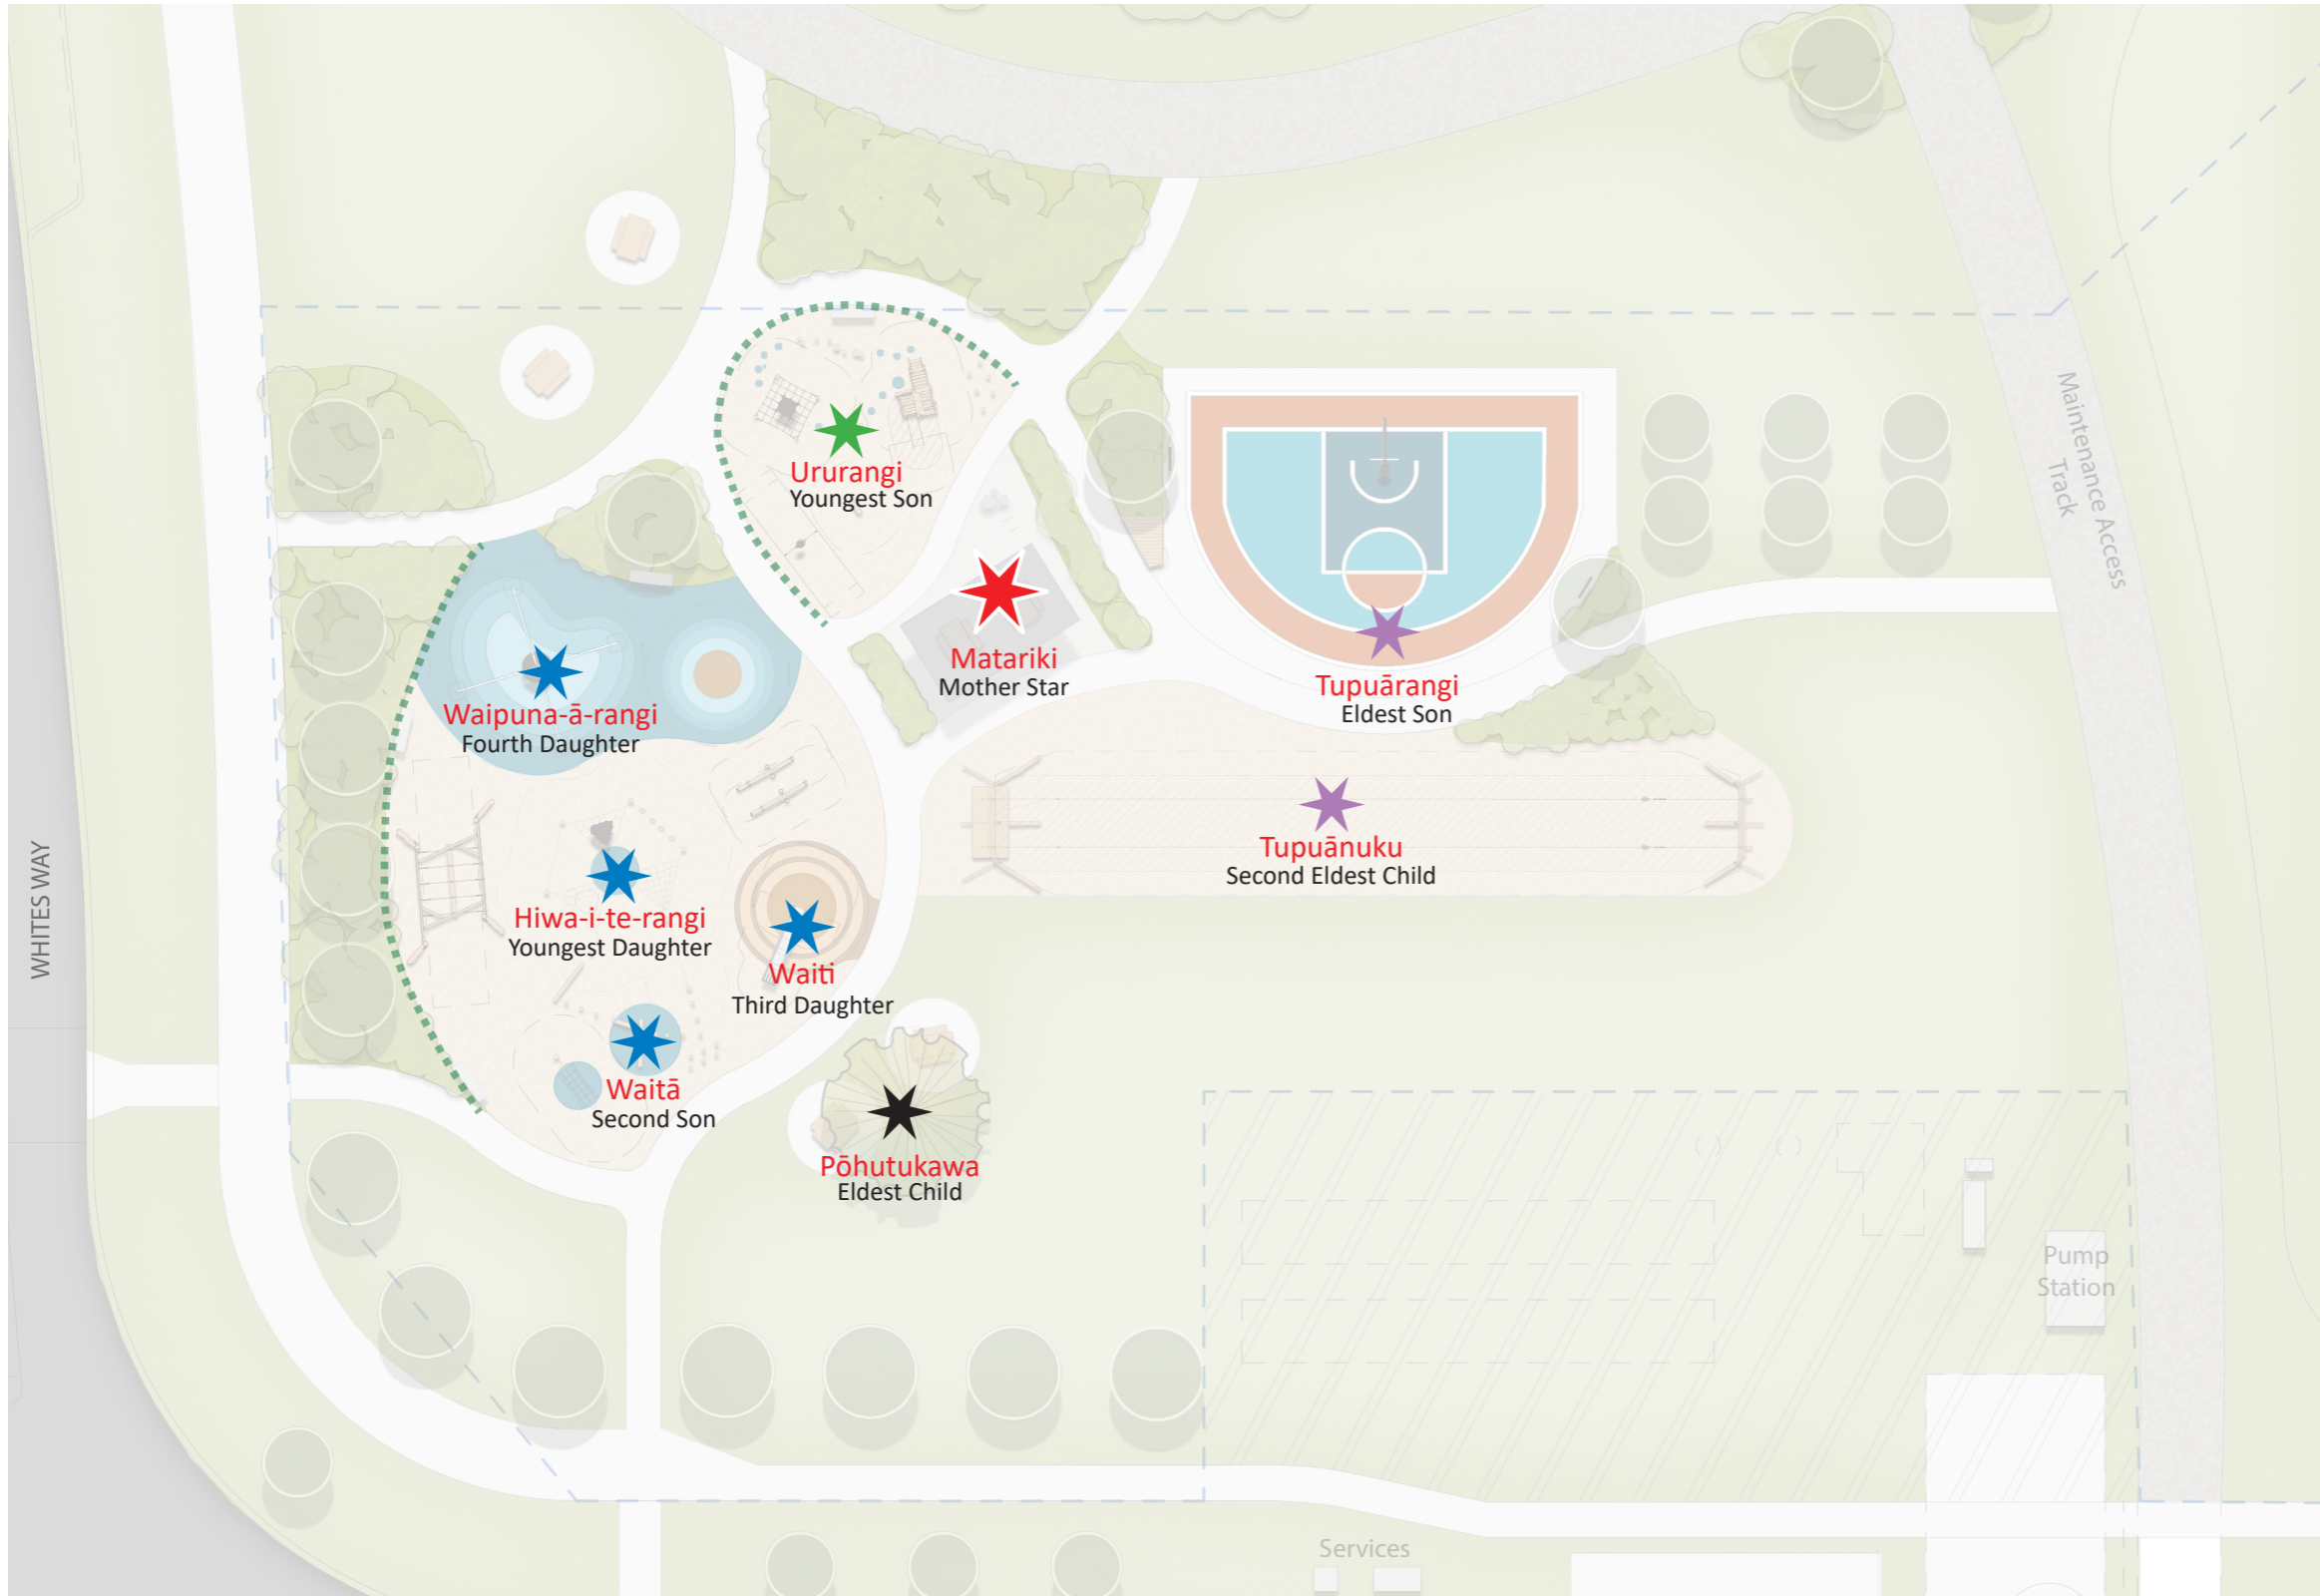 Maintenance Access
Track
Ururangi
Youngest Son
Matariki
Mother Star
Tupuārangi
Eldest Son
Waipuna-ā-rangi
Fourth Daughter
Tupuānuku
Second Eldest Child
WHITES WAY
Hiwa-i-te-rangi
Youngest Daughter
Waiti
Third Daughter
Waitā
Second Son
Pōhutukawa
Eldest Child
Pump
Station
Services